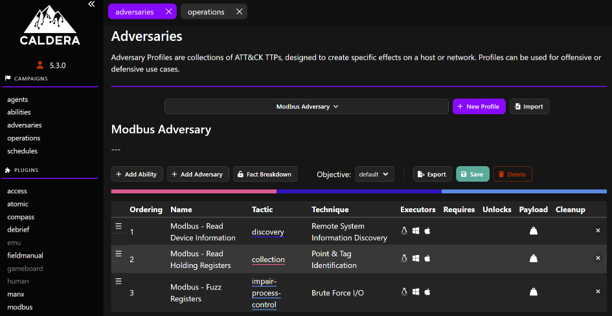 CALDERA
5.3.0
CAMPAIGNS
agents
abilities
adversaries
operations
schedules
PLUGINS
access
atomic
compass
debrief
emu
fieldmanual
gameboard
human
manx
modbus
adversaries
operations
Adversaries
Adversary Profiles are collections of ATT&CK TTPs, designed to create specific effects on a host or network. Profiles can be used for offensive or
defensive use cases.
Modbus Adversary
+ New Profile
Import
Modbus Adversary
---
+ Add Ability
+ Add Adversary
Fact Breakdown
Objective:
default
Export
Save
Delete
Ordering Name Tactic Technique Executors Requires Unlocks Payload Cleanup
1
Modbus - Read
Device Information
discovery
Remote System
Information Discovery
2
Modbus - Read
Holding Registers
collection
Point & Tag
Identification
3
Modbus - Fuzz
Registers
impair-
process-
control
Brute Force I/O